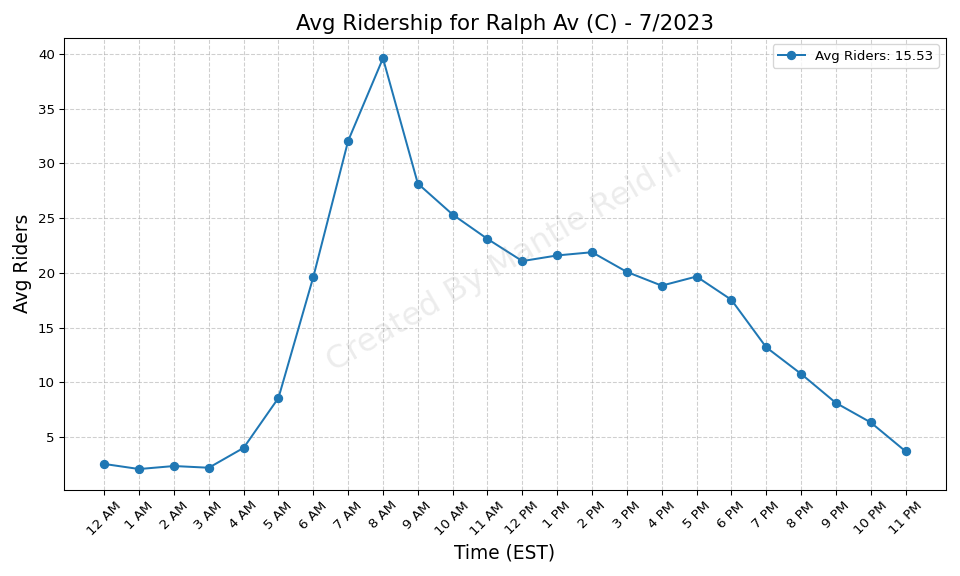 Avg Ridership for Ralph Av (C) - 7/2023
Avg Riders: 15.53
40
35
30
25
20
15
10
5
Avg Riders
Created By Mantie Reid II
12 AM 1 AM 2 AM 3 AM 4 AM 5 AM 6 AM 7 AM 8 AM 9 AM 10 AM 11 AM 12 PM 1 PM 2 PM 3 PM 4 PM 5 PM 6 PM 7 PM 8 PM 9 PM 10 PM 11 PM
Time (EST)